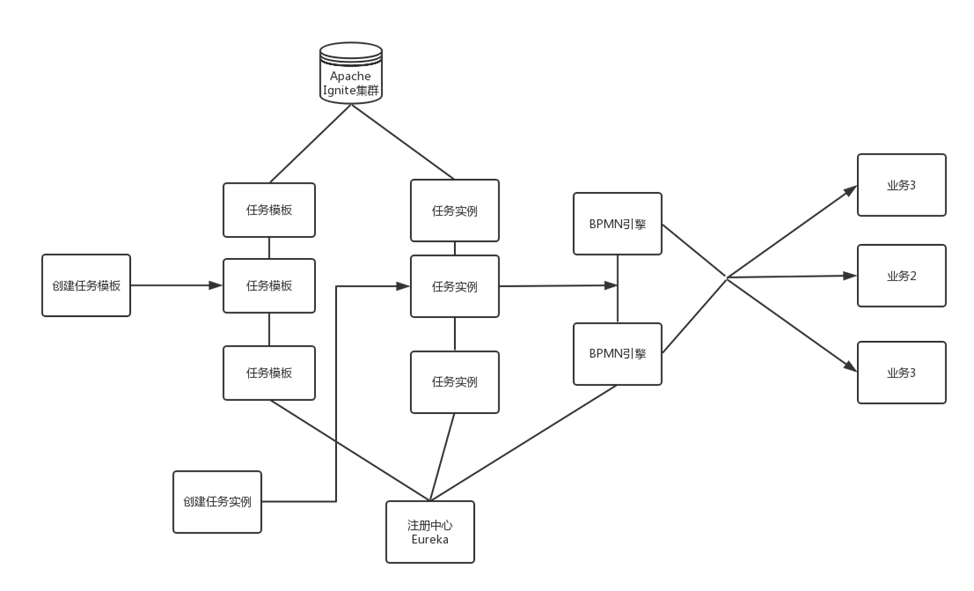 Apache
Ignite集群
任务模板
任务实例
BPMN引擎
业务3
创建任务模板
任务模板
任务实例
业务2
任务模板
任务实例
BPMN引擎
业务3
创建任务实例
注册中心
Eureka